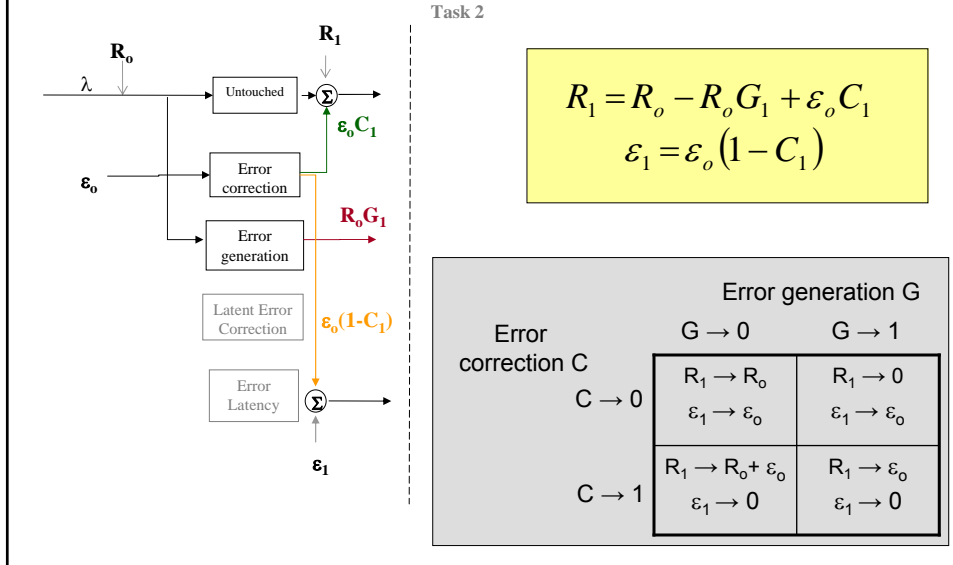 Task 2
R₁
Rₒ
λ
Untouched
Σ
εₒC₁
εₒ
Error
correction
RₒG₁
Error
generation
Latent Error
Correction
εₒ(1-C₁)
Error
Latency
Σ
ε₁
R₁ = Rₒ − RₒG₁ + εₒC₁
ε₁ = εₒ(1 − C₁)
Error generation G
Error
correction C
G → 0 G → 1
C → 0
R₁ → Rₒ R₁ → 0
ε₁ → εₒ ε₁ → εₒ
C → 1
R₁ → Rₒ+ εₒ R₁ → εₒ
ε₁ → 0 ε₁ → 0